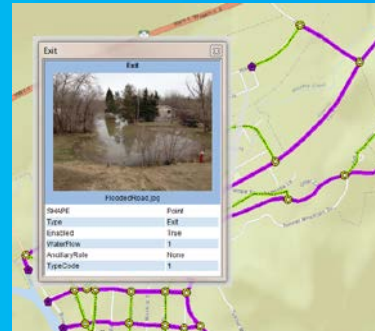 Exit
Exit
FloodedRoad.jpg
SHAPE Point
Type Exit
Enabled True
WaterFlow 1
AncillaryRole None
TypeCode 1